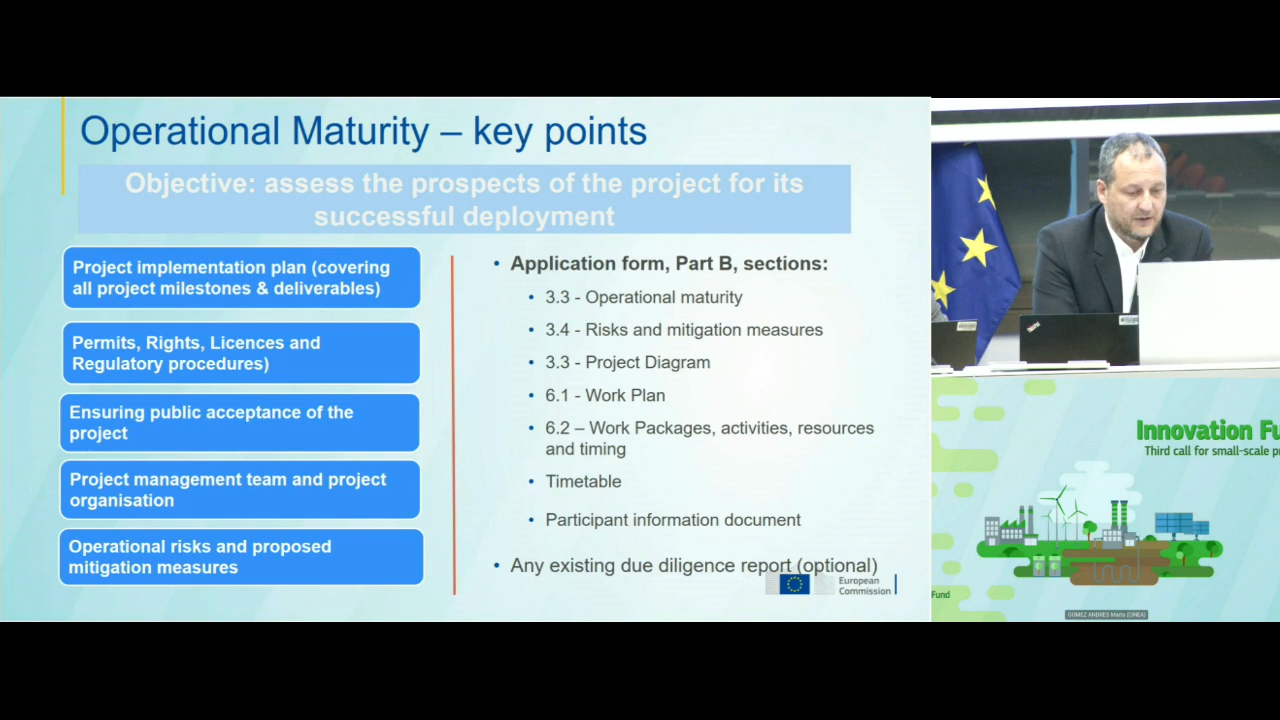 Operational Maturity – key points
Objective: assess the prospects of the project for its
successful deployment
Project implementation plan (covering
all project milestones & deliverables)
Permits, Rights, Licences and
Regulatory procedures)
Ensuring public acceptance of the
project
Project management team and project
organisation
Operational risks and proposed
mitigation measures
• Application form, Part B, sections:
• 3.3 - Operational maturity
• 3.4 - Risks and mitigation measures
• 3.3 - Project Diagram
• 6.1 - Work Plan
• 6.2 – Work Packages, activities, resources
and timing
• Timetable
• Participant information document
• Any existing due diligence report (optional)
European
Commission
Innovation Fu
Third call for small-scale p
Fund
GOMEZ ANDRES Marta (CINEA)